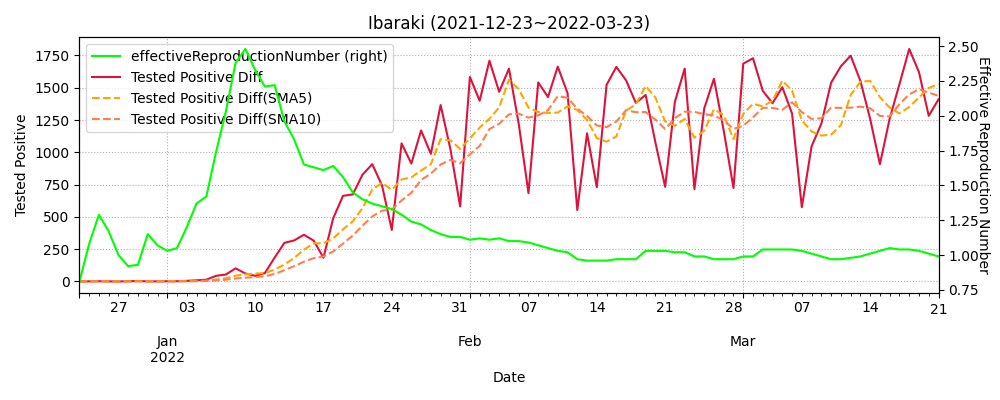 Ibaraki (2021-12-23~2022-03-23)
effectiveReproductionNumber (right)
Tested Positive Diff
Tested Positive Diff(SMA5)
Tested Positive Diff(SMA10)
Tested Positive
1750
1500
1250
1000
750
500
250
0
Effective Reproduction Number
2.50
2.25
2.00
1.75
1.50
1.25
1.00
0.75
27 03 10 17 24 31 07 14 21 28 07 14 21
Jan Feb Mar
2022
Date